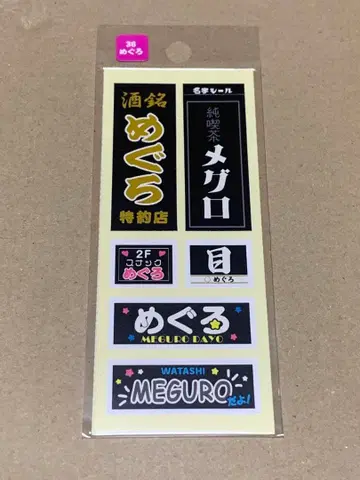 36
めぐろ
酒銘
めぐろ
特約店
名字シール
純喫茶
メグロ
2F
スナック
めぐろ
目
めぐろ
めぐろ
MEGURO DAYO
WATASHI
MEGURO
だよ!